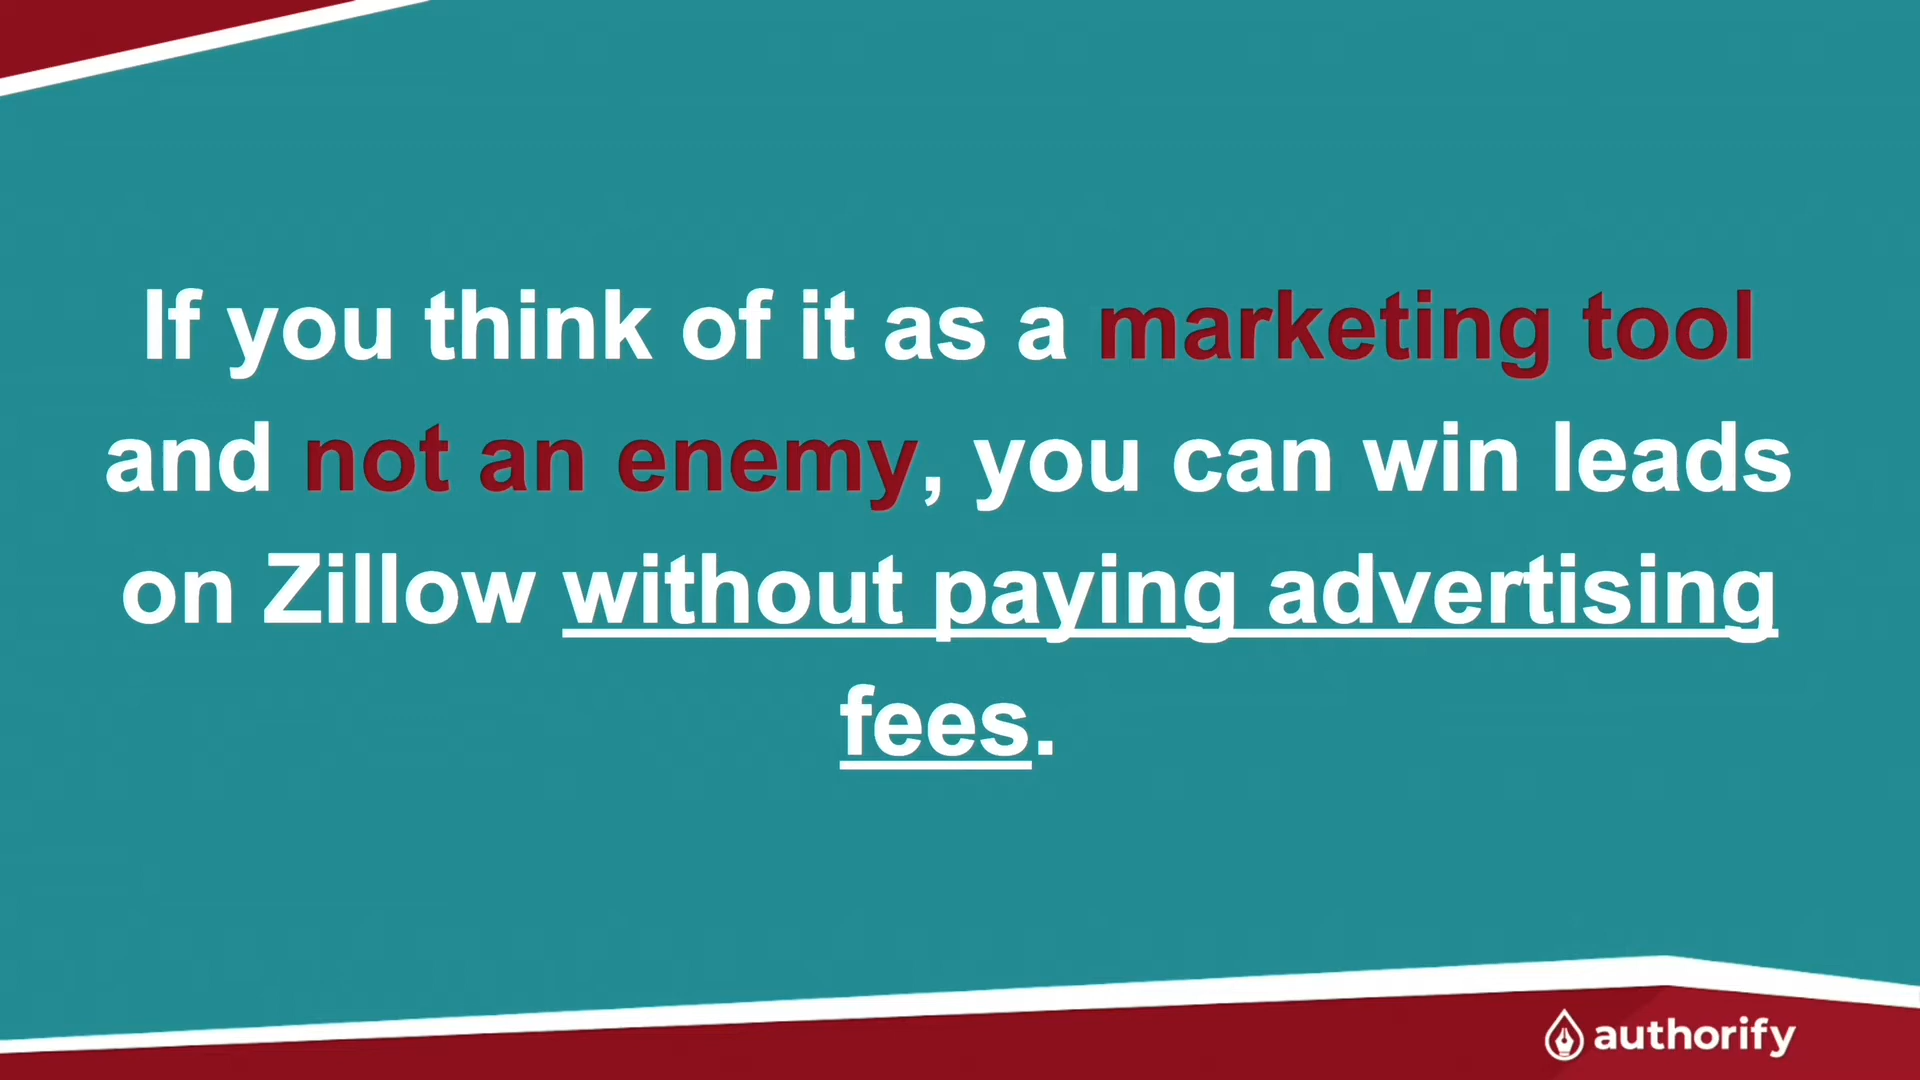 If you think of it as a marketing tool
and not an enemy, you can win leads
on Zillow without paying advertising
fees.
authorify